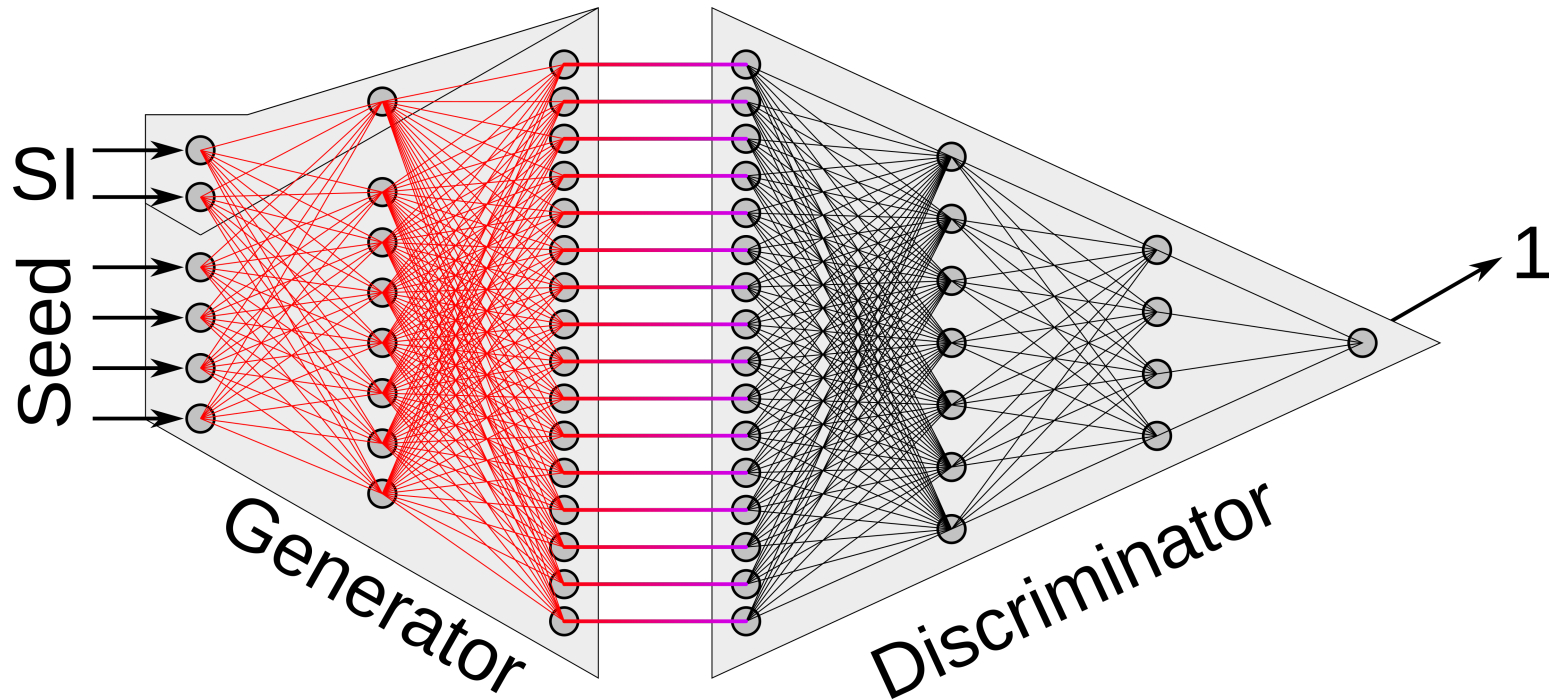 SI
Seed
Generator
Discriminator
1